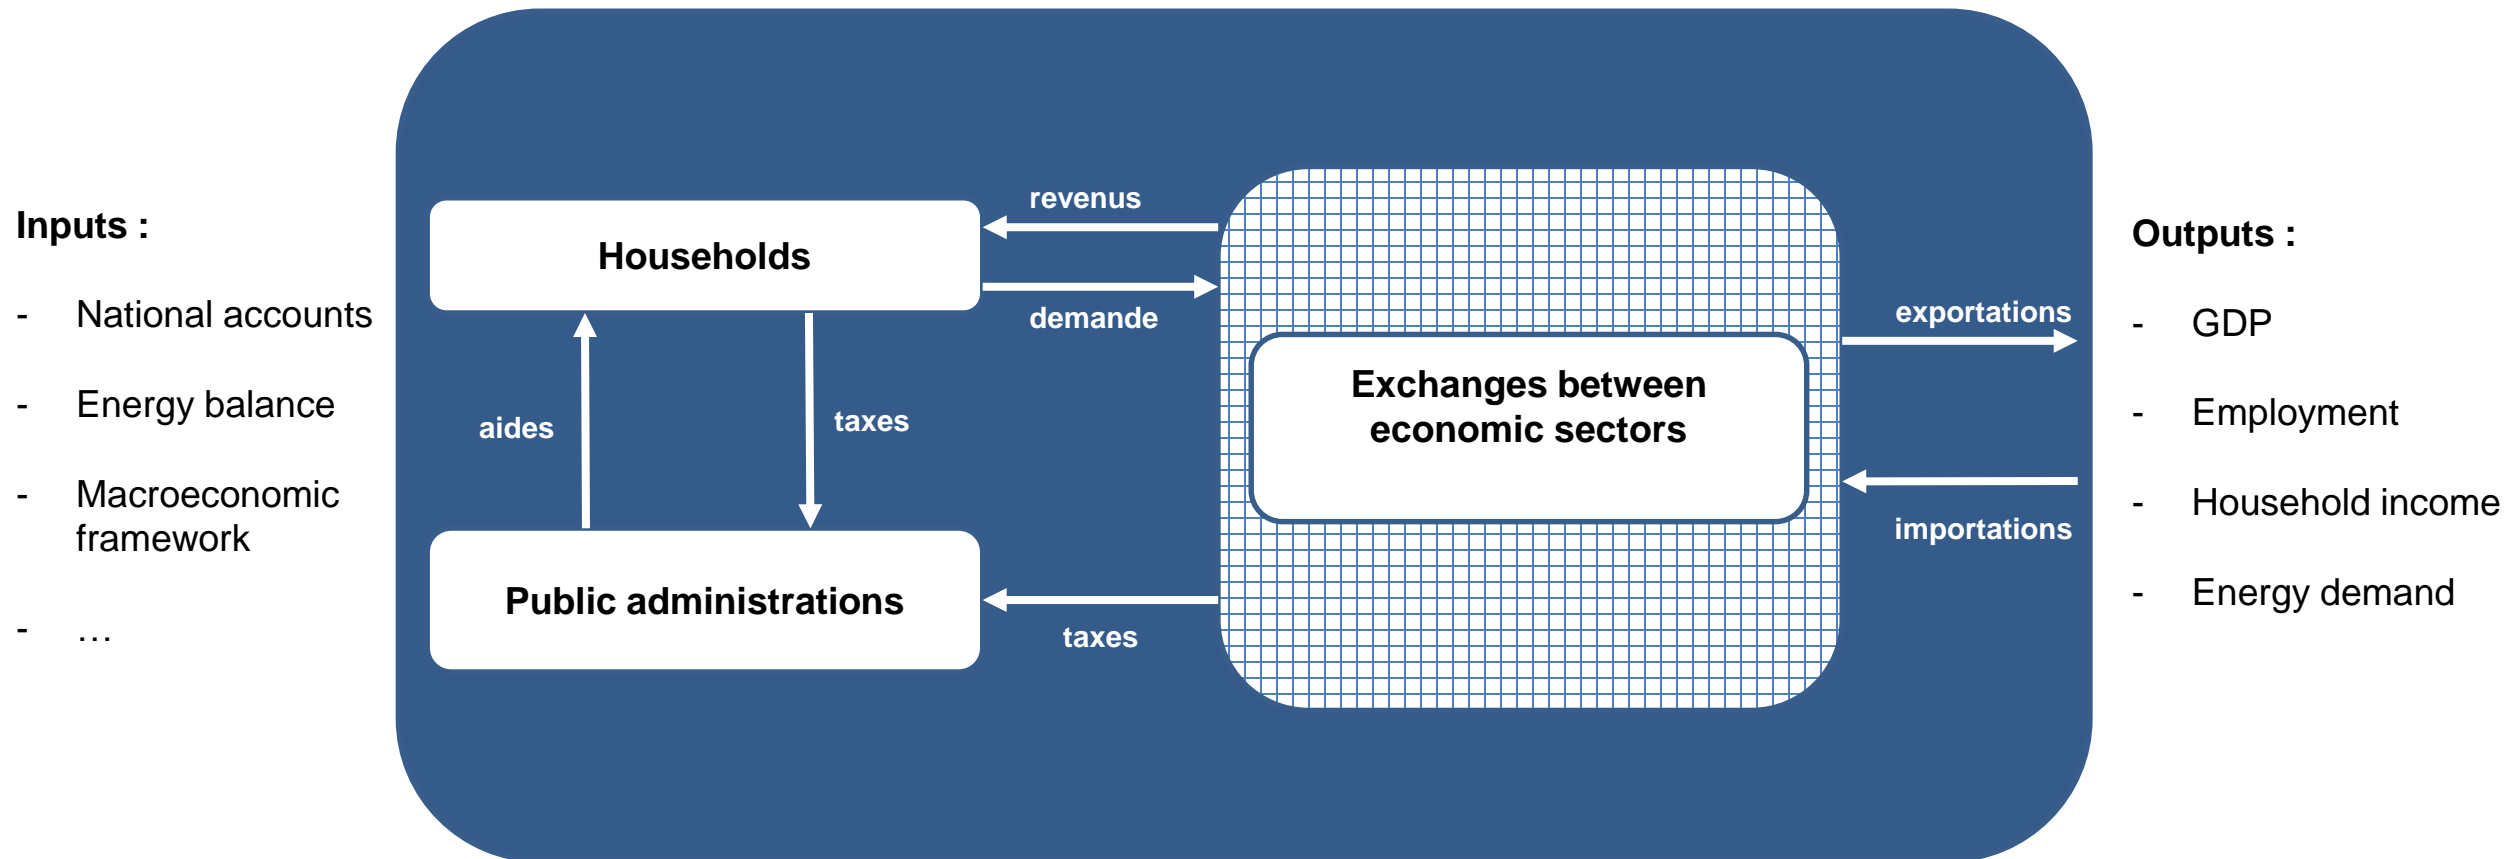 Inputs :
- National accounts
- Energy balance
- Macroeconomic
framework
- …
Households
Public administrations
aides
taxes
revenus
demande
taxes
Exchanges between
economic sectors
exportations
importations
Outputs :
- GDP
- Employment
- Household income
- Energy demand